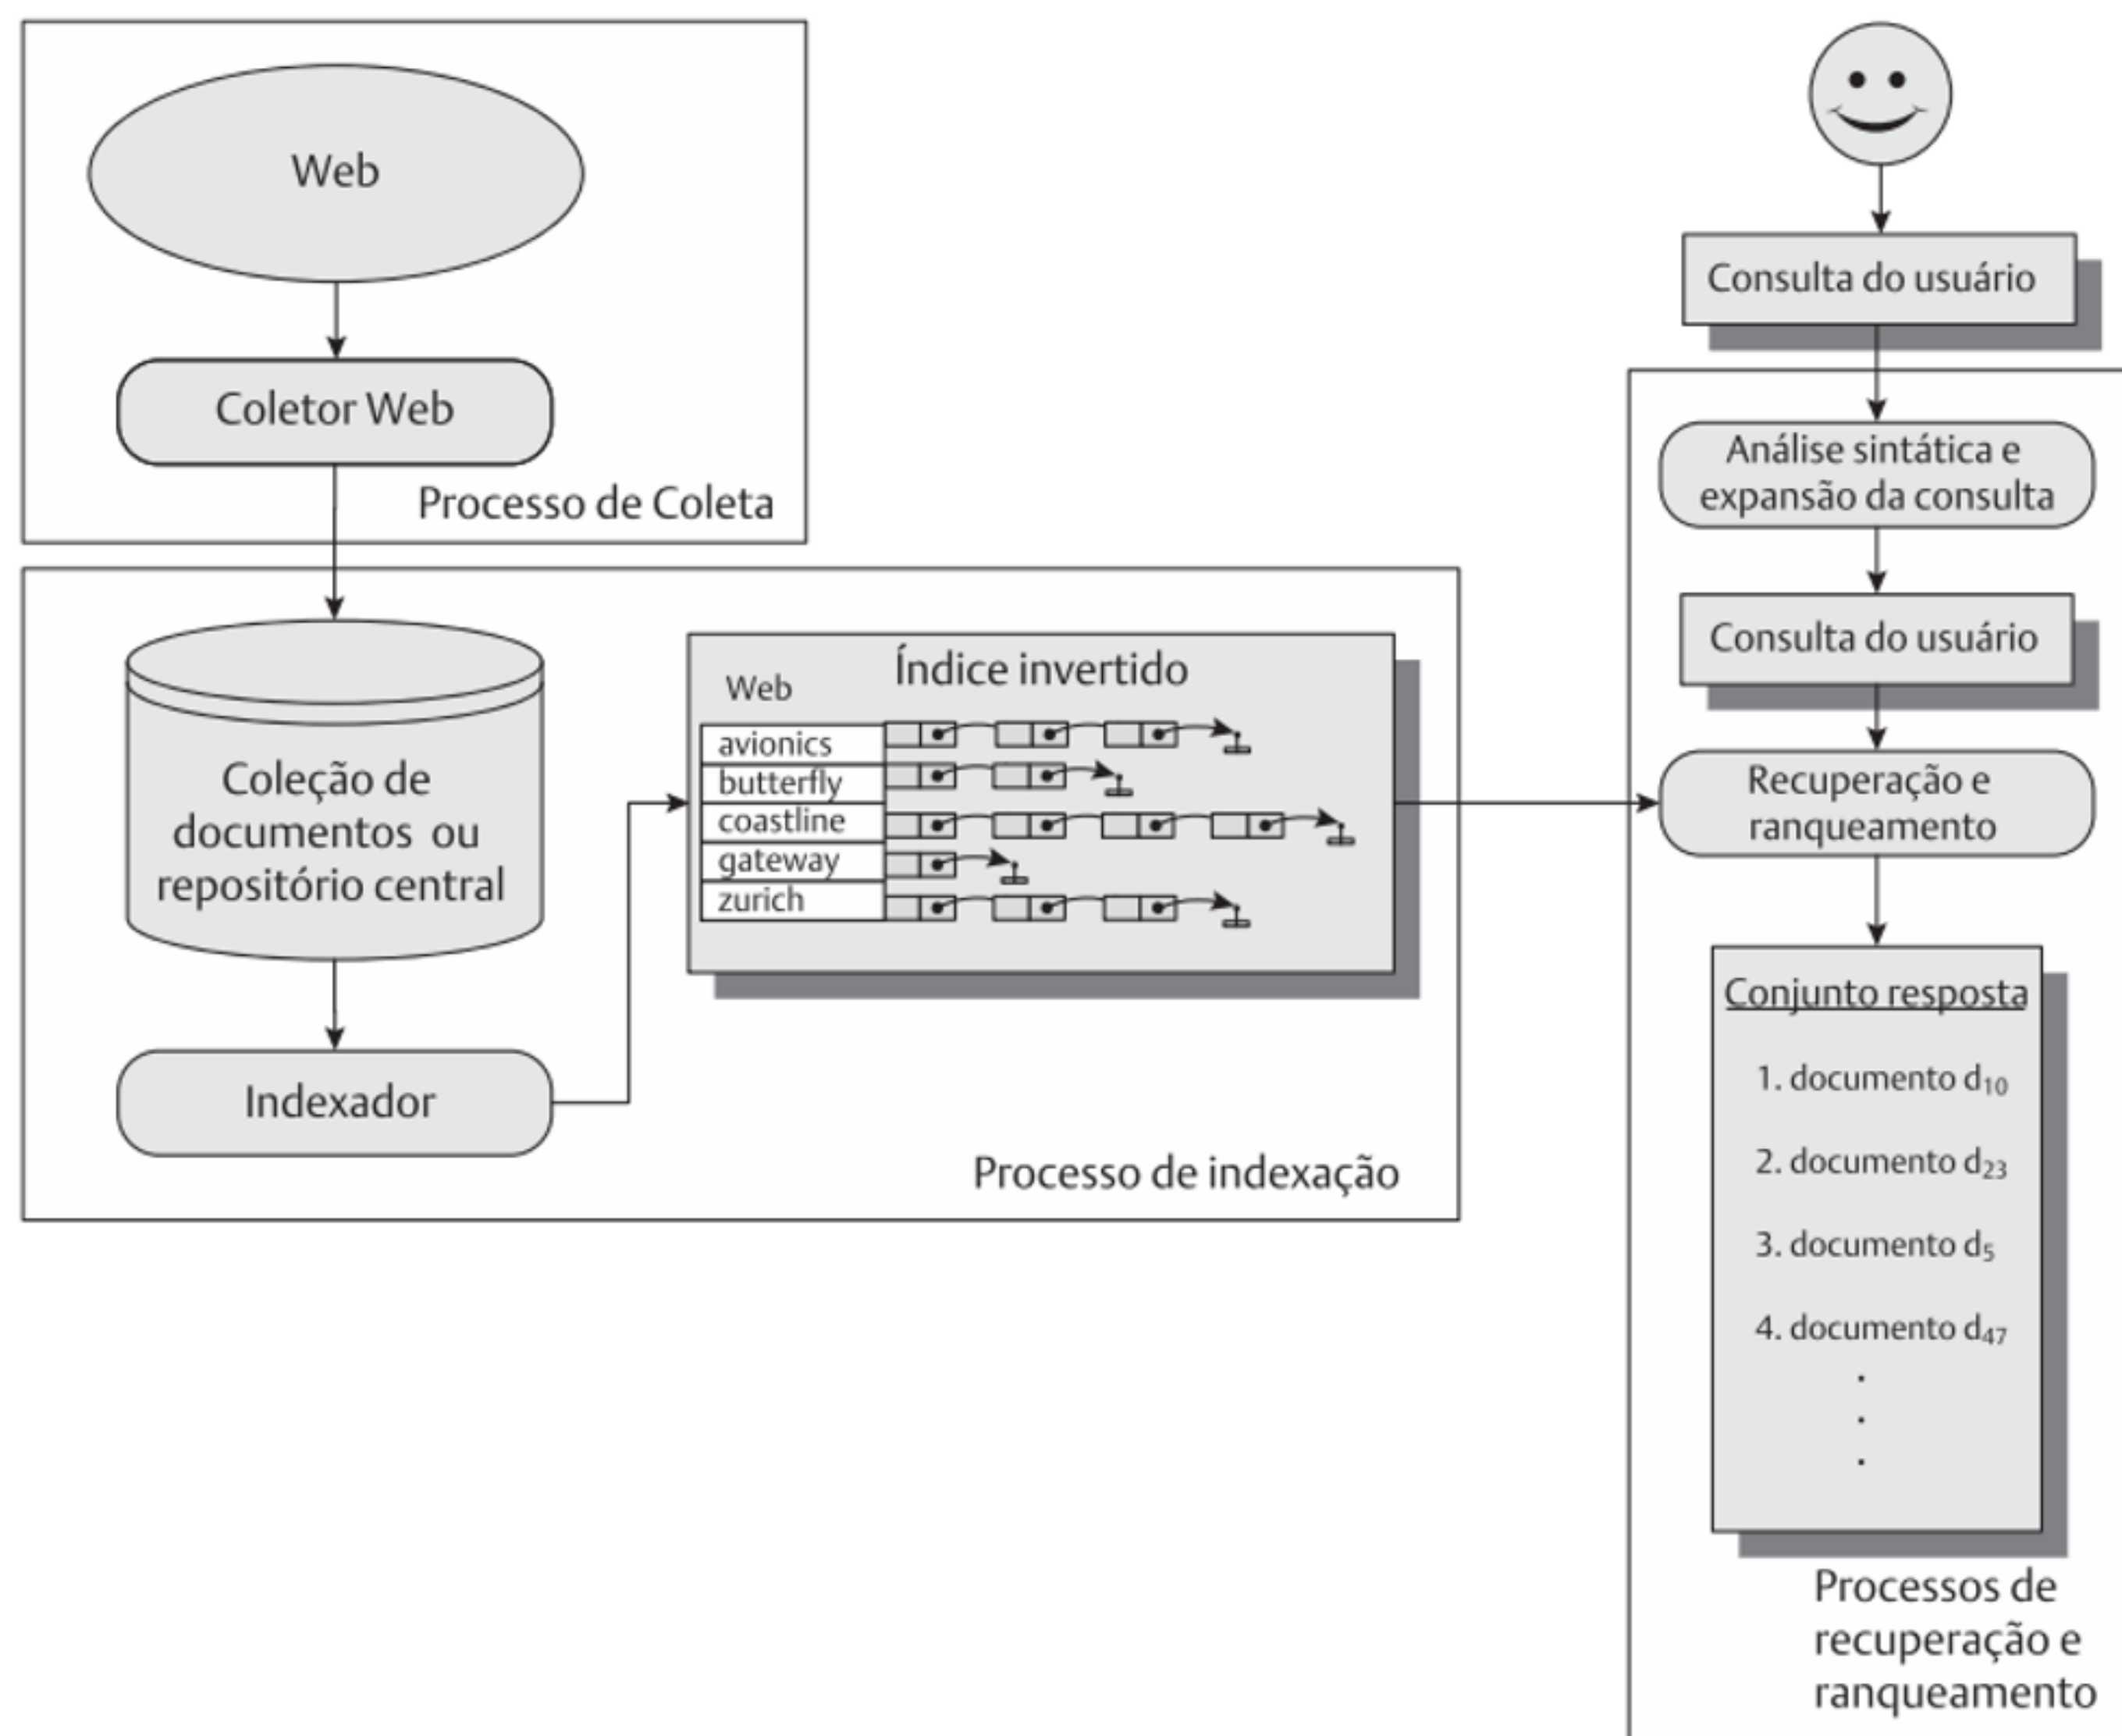 Web
Coletor Web
Processo de Coleta
Coleção de
documentos ou
repositório central
Indexador
Índice invertido
Web
avionics
butterfly
coastline
gateway
zurich
Processo de indexação
Consulta do usuário
Análise sintática e
expansão da consulta
Consulta do usuário
Recuperação e
ranqueamento
Conjunto resposta
1. documento d10
2. documento d23
3. documento d5
4. documento d47
.
.
.
Processos de
recuperação e
ranqueamento